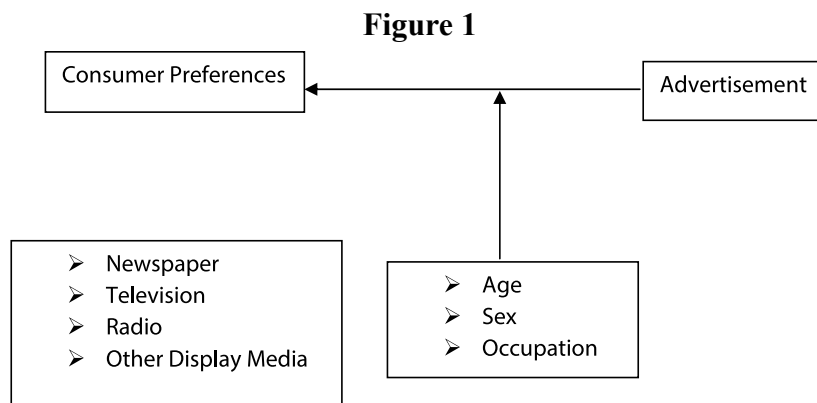 Figure 1
Consumer Preferences
Advertisement
➢ Newspaper
➢ Television
➢ Radio
➢ Other Display Media
➢ Age
➢ Sex
➢ Occupation